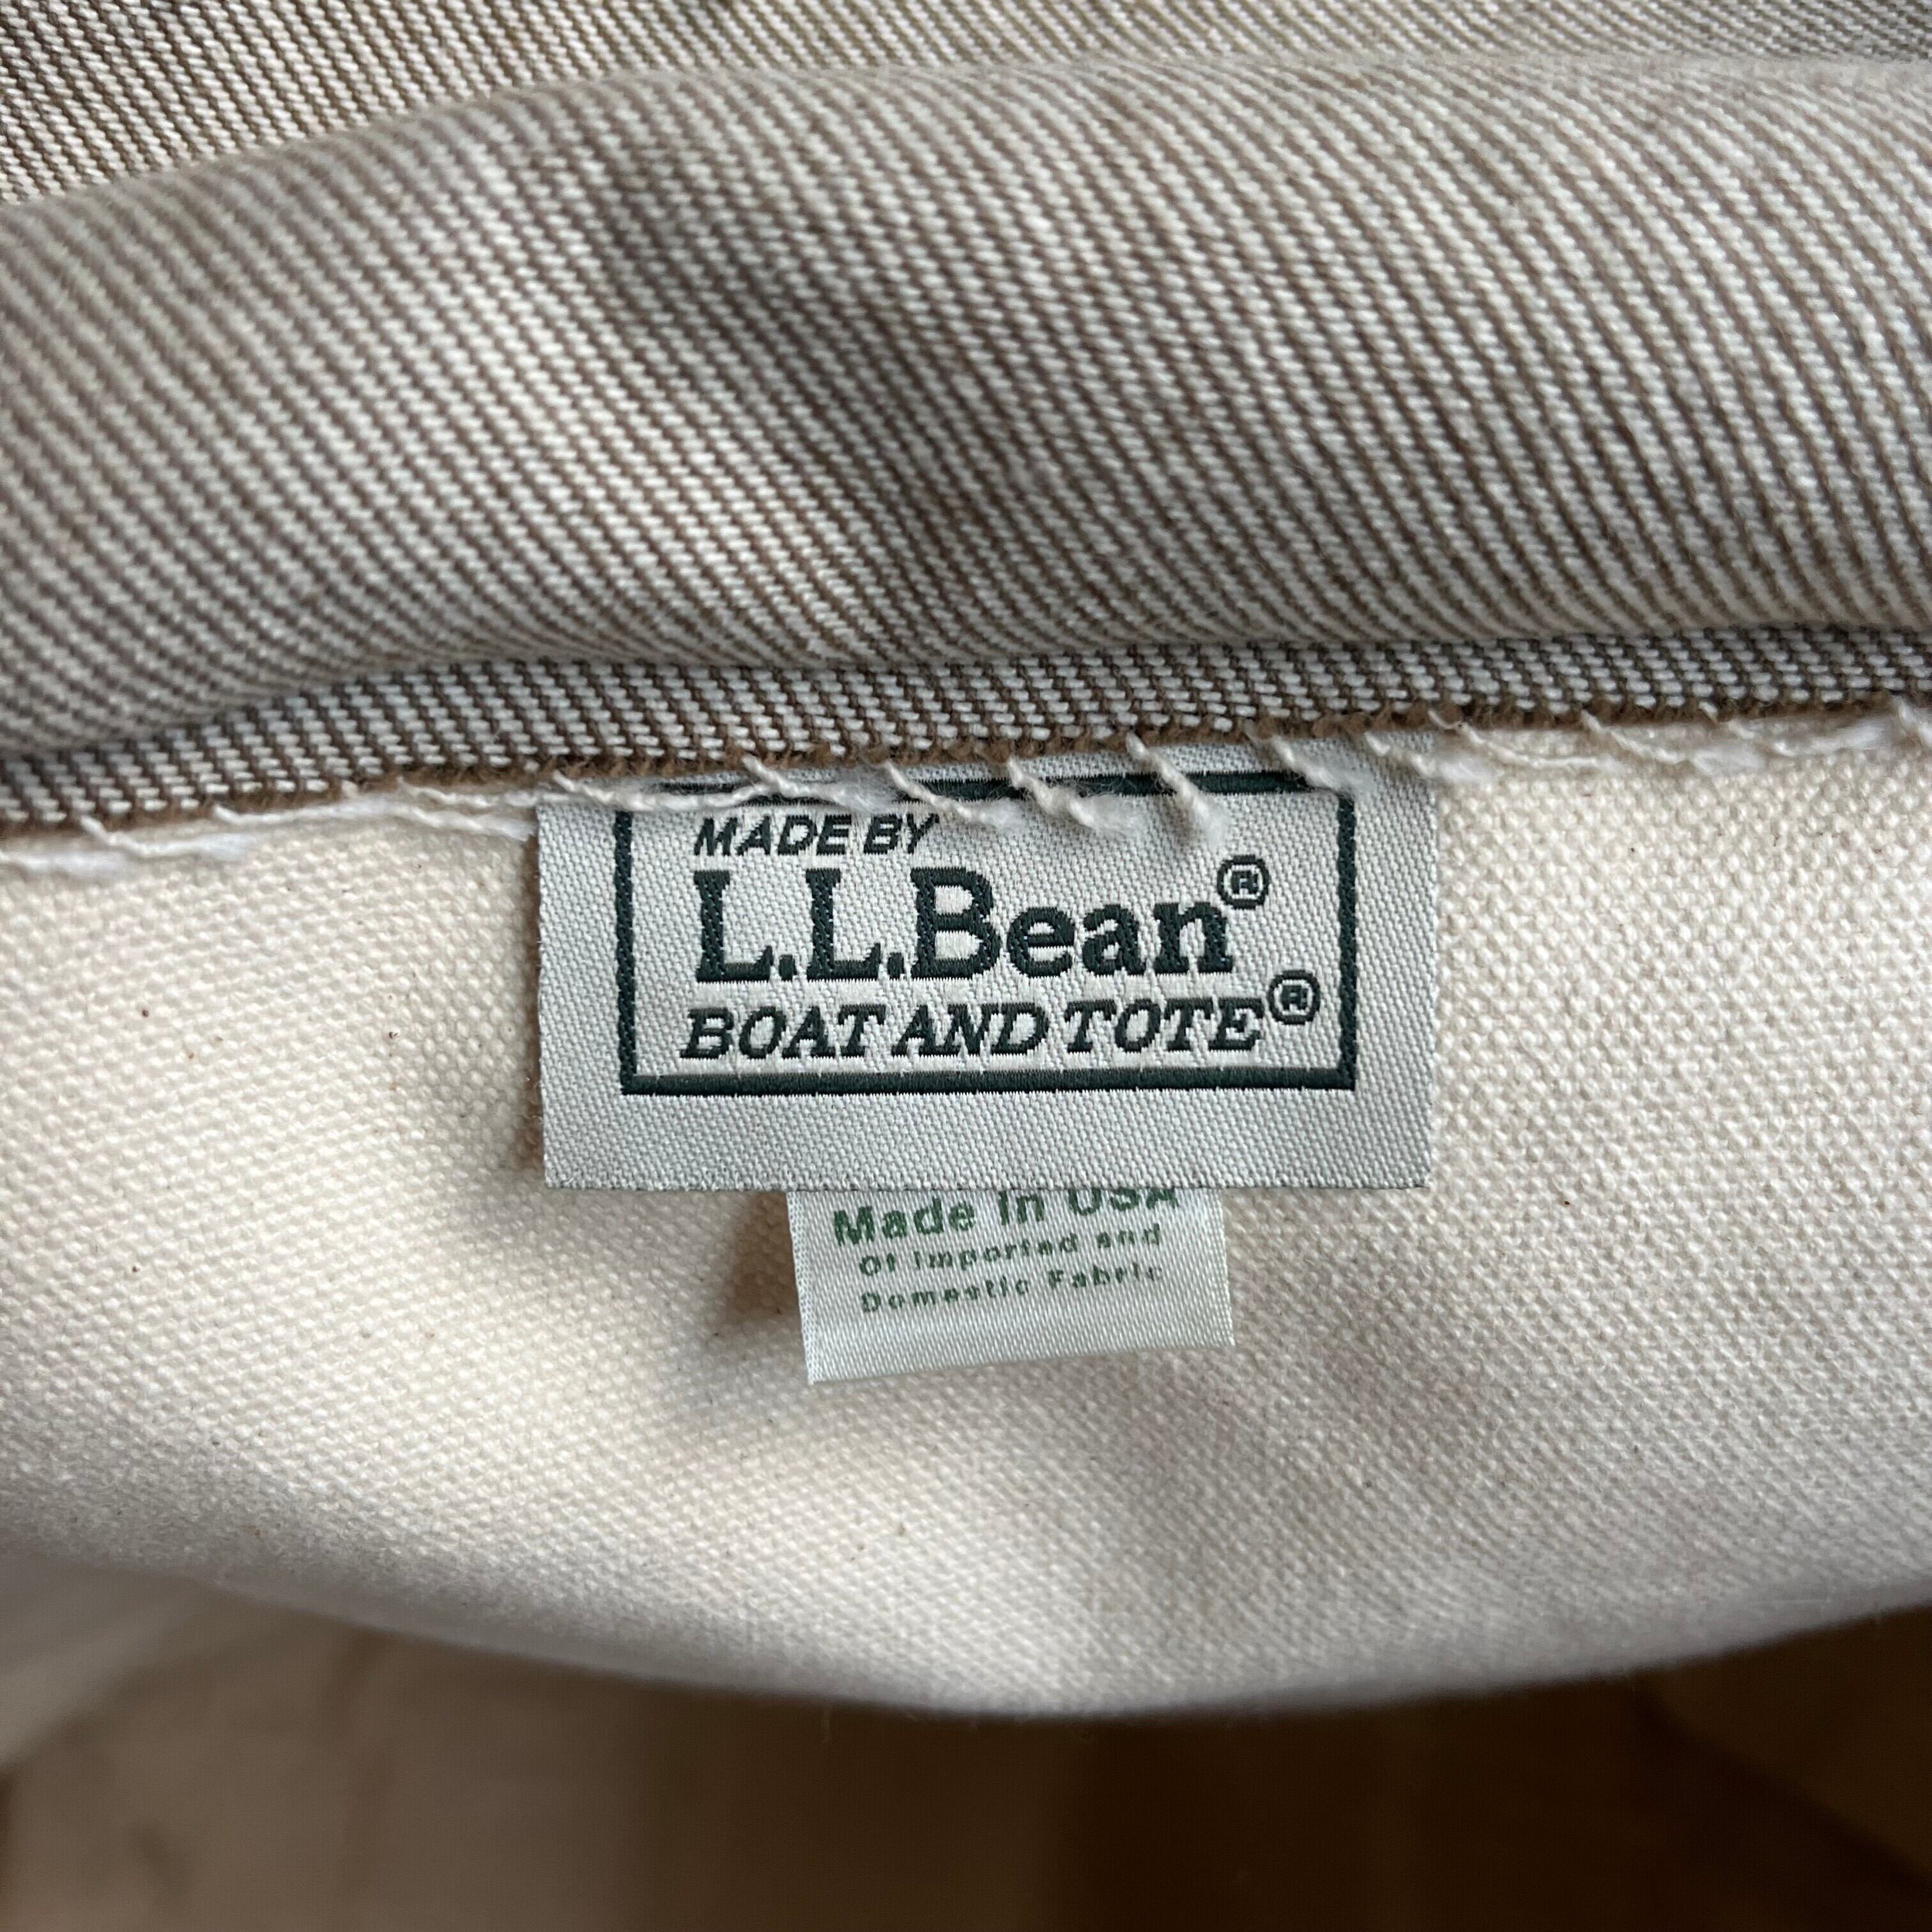 MADE BY
L.L.Bean®
BOAT AND TOTE®
Made in USA
Of Imported and
Domestic Fabric